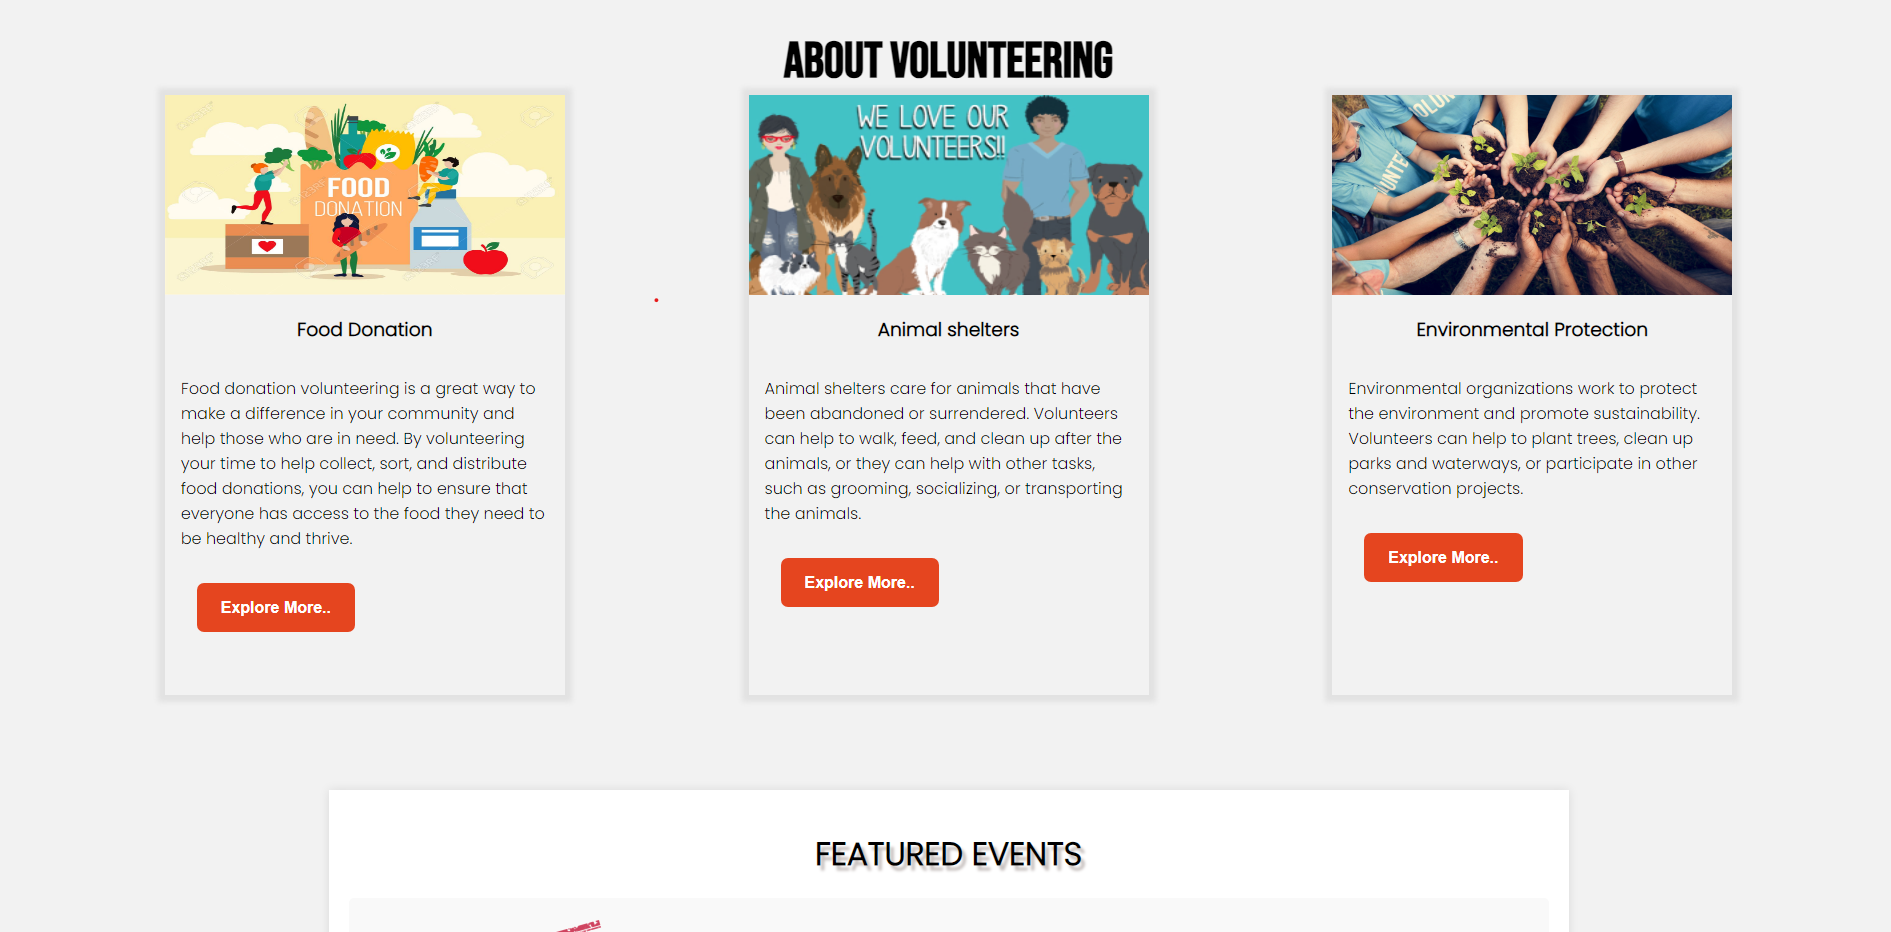 ABOUT VOLUNTEERING
FOOD
DONATION
WE LOVE OUR
VOLUNTEERS!!
Food Donation
Food donation volunteering is a great way to
make a difference in your community and
help those who are in need. By volunteering
your time to help collect, sort, and distribute
food donations, you can help to ensure that
everyone has access to the food they need to
be healthy and thrive.
Explore More..
Animal shelters
Animal shelters care for animals that have
been abandoned or surrendered. Volunteers
can help to walk, feed, and clean up after the
animals, or they can help with other tasks,
such as grooming, socializing, or transporting
the animals.
Explore More..
Environmental Protection
Environmental organizations work to protect
the environment and promote sustainability.
Volunteers can help to plant trees, clean up
parks and waterways, or participate in other
conservation projects.
Explore More..
FEATURED EVENTS